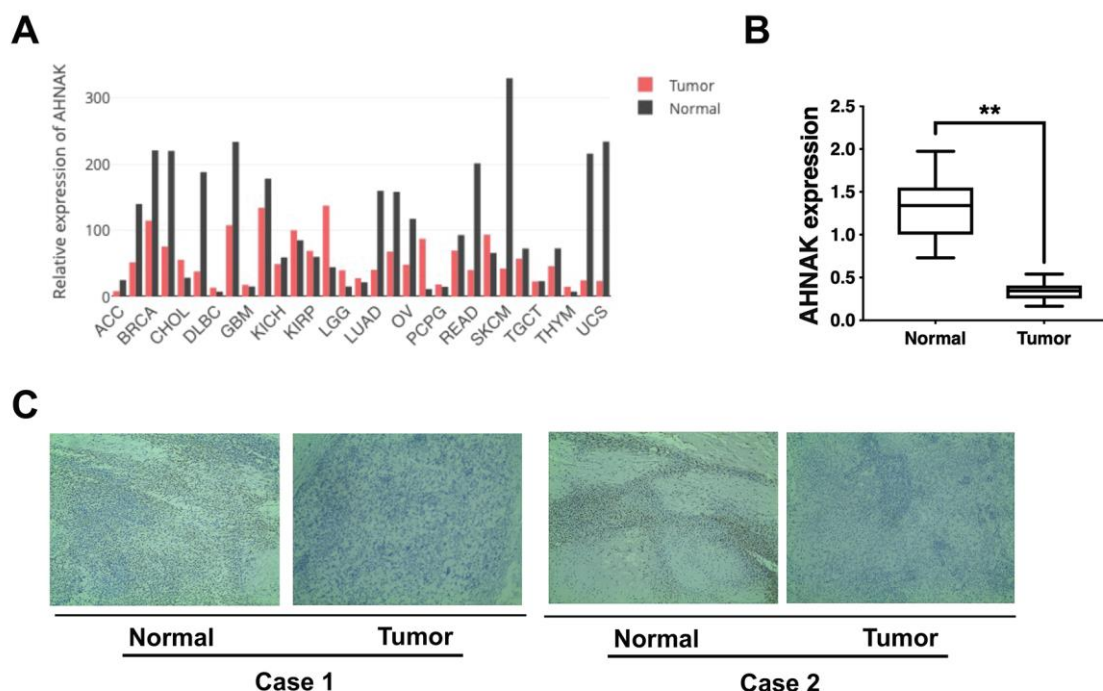 A
Relative expression of AHNAK
300
200
100
0
ACC
BRCA
CHOL
DLBC
GBM
KICH
KIRP
LGG
LUAD
OV
PCPG
READ
SKCM
TGCT
THYM
UCS
Tumor
Normal
B
AHNAK expression
2.5
2.0
1.5
1.0
0.5
0.0
**
Normal Tumor
C
Normal Tumor Normal Tumor
Case 1 Case 2